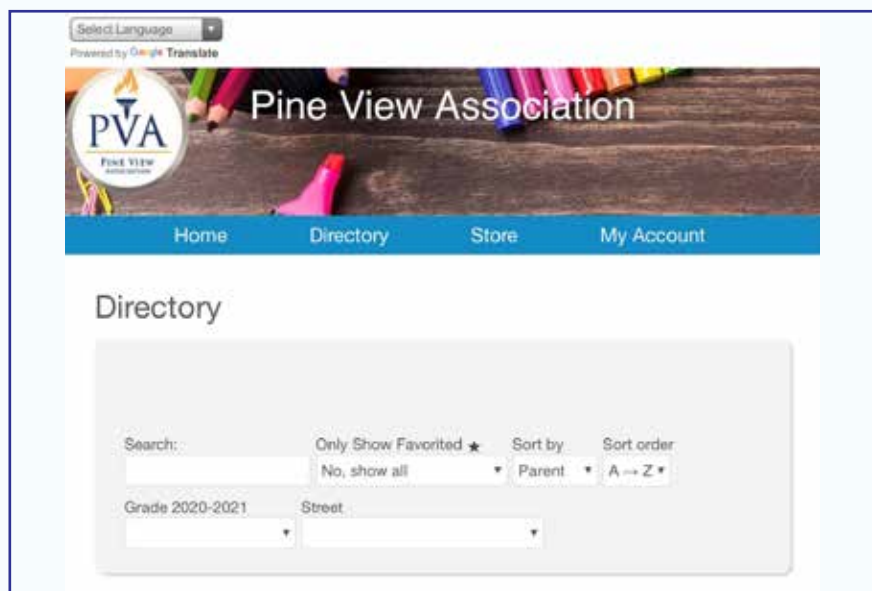 Select Language
Powered by Google Translate
PVA
PINE VIEW
ASSOCIATION
Pine View Association
Home Directory Store My Account
Directory
Search: Only Show Favorited ★ Sort by Sort order
No, show all Parent A → Z
Grade 2020-2021 Street